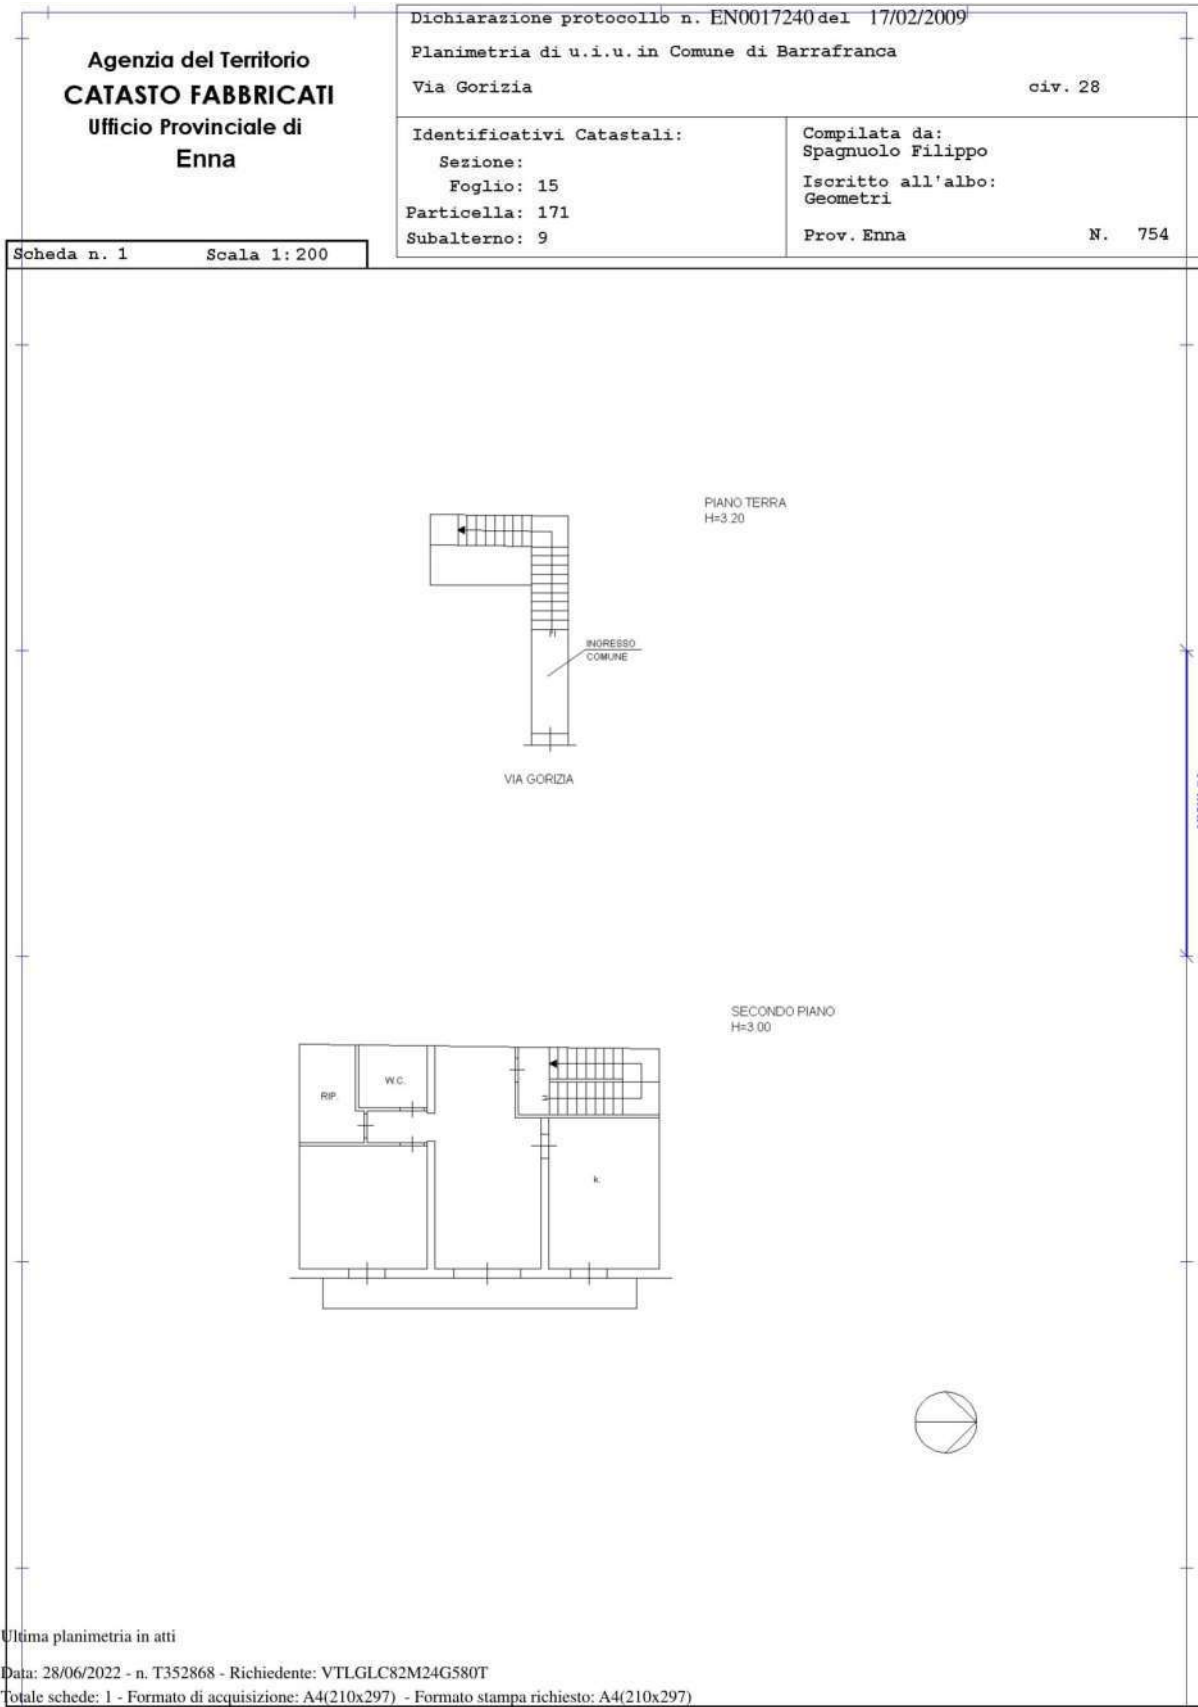 Agenzia del Territorio
CATASTO FABBRICATI
Ufficio Provinciale di
Enna
Scheda n. 1 Scala 1:200
Dichiarazione protocollo n. EN0017240 del 17/02/2009
Planimetria di u.i.u. in Comune di Barrafranca
Via Gorizia civ. 28
Identificativi Catastali:
Sezione:
Foglio: 15
Particella: 171
Subalterno: 9
Compilata da:
Spagnuolo Filippo
Iscritto all'albo:
Geometri
Prov. Enna N. 754
PIANO TERRA
H=3.20
INGRESSO
COMUNE
VIA GORIZIA
SECONDO PIANO
H=3.00
W.C.
RIP.
k.
Ultima planimetria in atti
Data: 28/06/2022 - n. T352868 - Richiedente: VTLGLC82M24G580T
Totale schede: 1 - Formato di acquisizione: A4(210x297) - Formato stampa richiesto: A4(210x297)